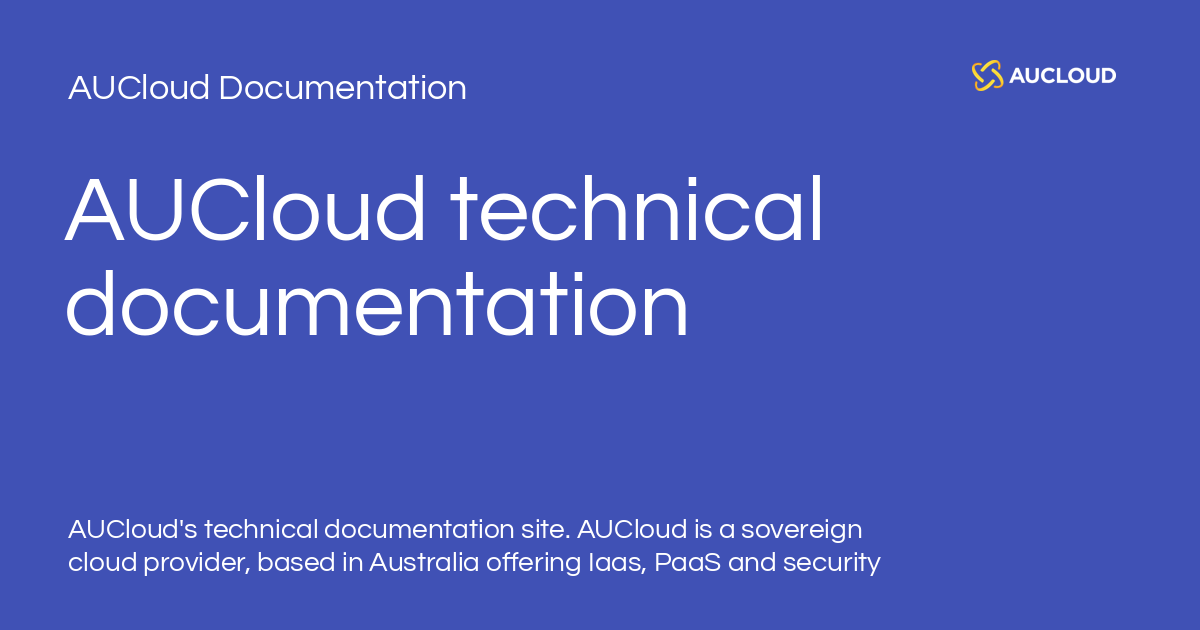 AUCloud Documentation
AUCLOUD
AUCloud technical
documentation
AUCloud's technical documentation site. AUCloud is a sovereign
cloud provider, based in Australia offering Iaas, PaaS and security